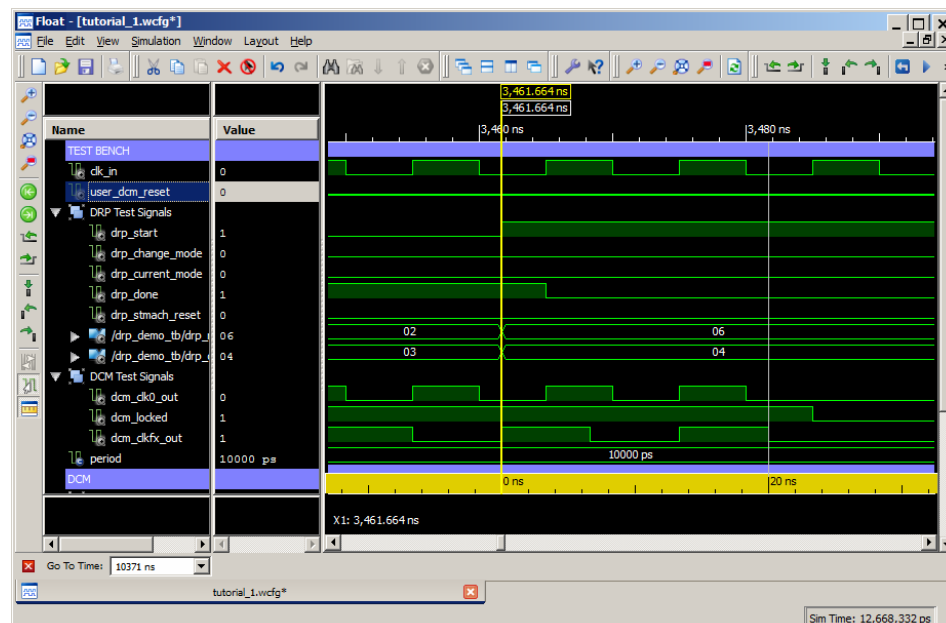 Float - [tutorial_1.wcfg*]
File Edit View Simulation Window Layout Help
3,461.664 ns
3,461.664 ns
Name Value 3,460 ns 3,480 ns
TEST BENCH
clk_in 0
user_dcm_reset 0
DRP Test Signals
drp_start 1
drp_change_mode 0
drp_current_mode 0
drp_done 1
drp_stmach_reset 0
/drp_demo_tb/drp_ 06 02 06
/drp_demo_tb/drp_ 04 03 04
DCM Test Signals
dcm_clk0_out 0
dcm_locked 1
dcm_clkfx_out 1
period 10000 ps 10000 ps
DCM 0 ns 20 ns
X1: 3,461.664 ns
Go To Time: 10371 ns
tutorial_1.wcfg*
Sim Time: 12,668,332 ps